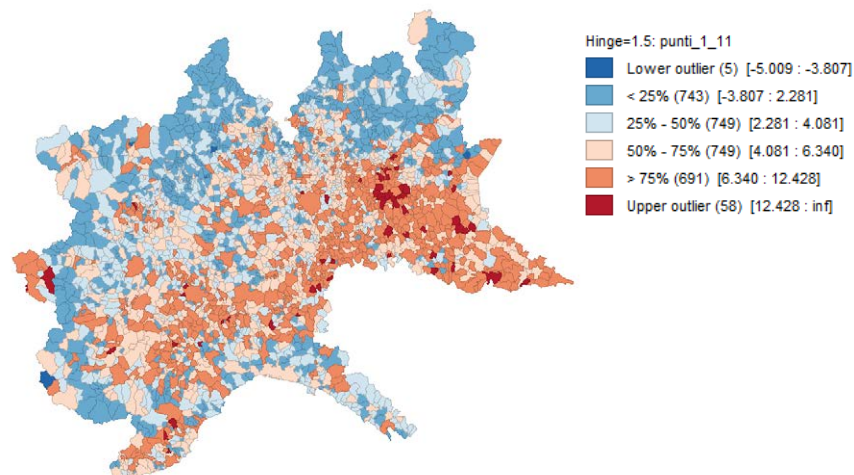 Hinge=1.5: punti_1_11
Lower outlier (5) [-5.009 : -3.807]
< 25% (743) [-3.807 : 2.281]
25% - 50% (749) [2.281 : 4.081]
50% - 75% (749) [4.081 : 6.340]
> 75% (691) [6.340 : 12.428]
Upper outlier (58) [12.428 : inf]